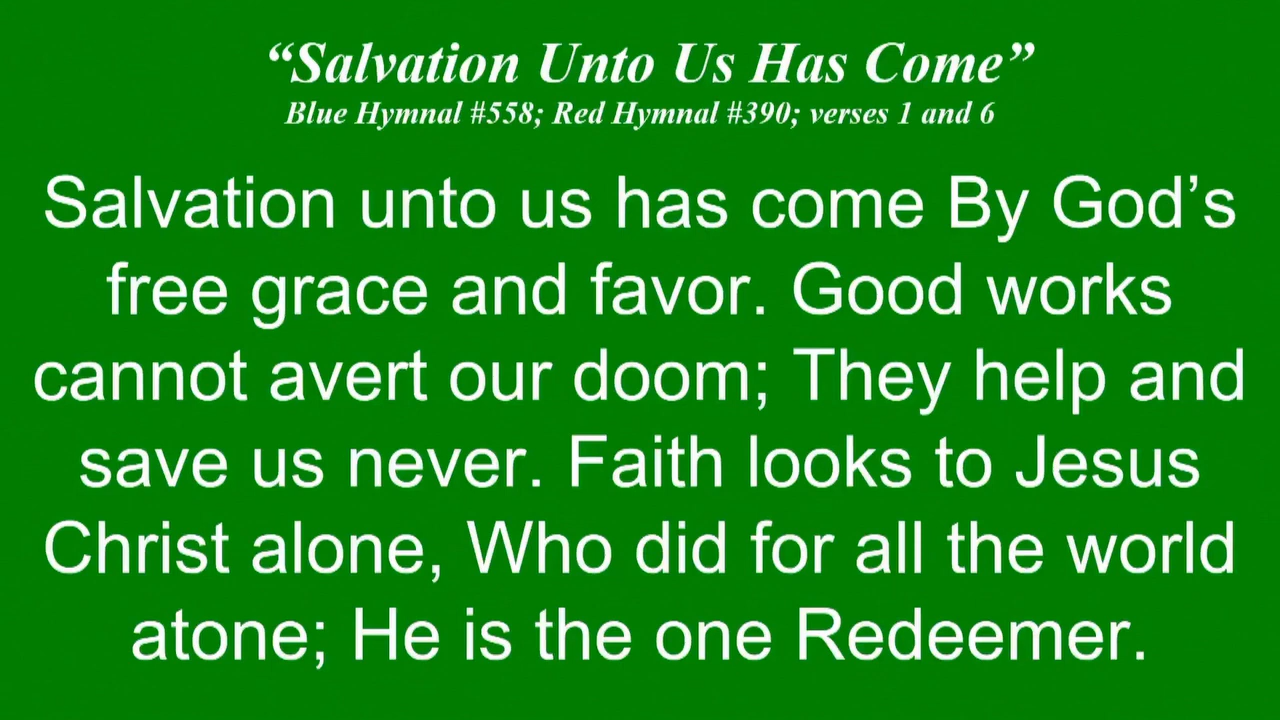 “Salvation Unto Us Has Come”
Blue Hymnal #558; Red Hymnal #390; verses 1 and 6
Salvation unto us has come By God’s
free grace and favor. Good works
cannot avert our doom; They help and
save us never. Faith looks to Jesus
Christ alone, Who did for all the world
atone; He is the one Redeemer.